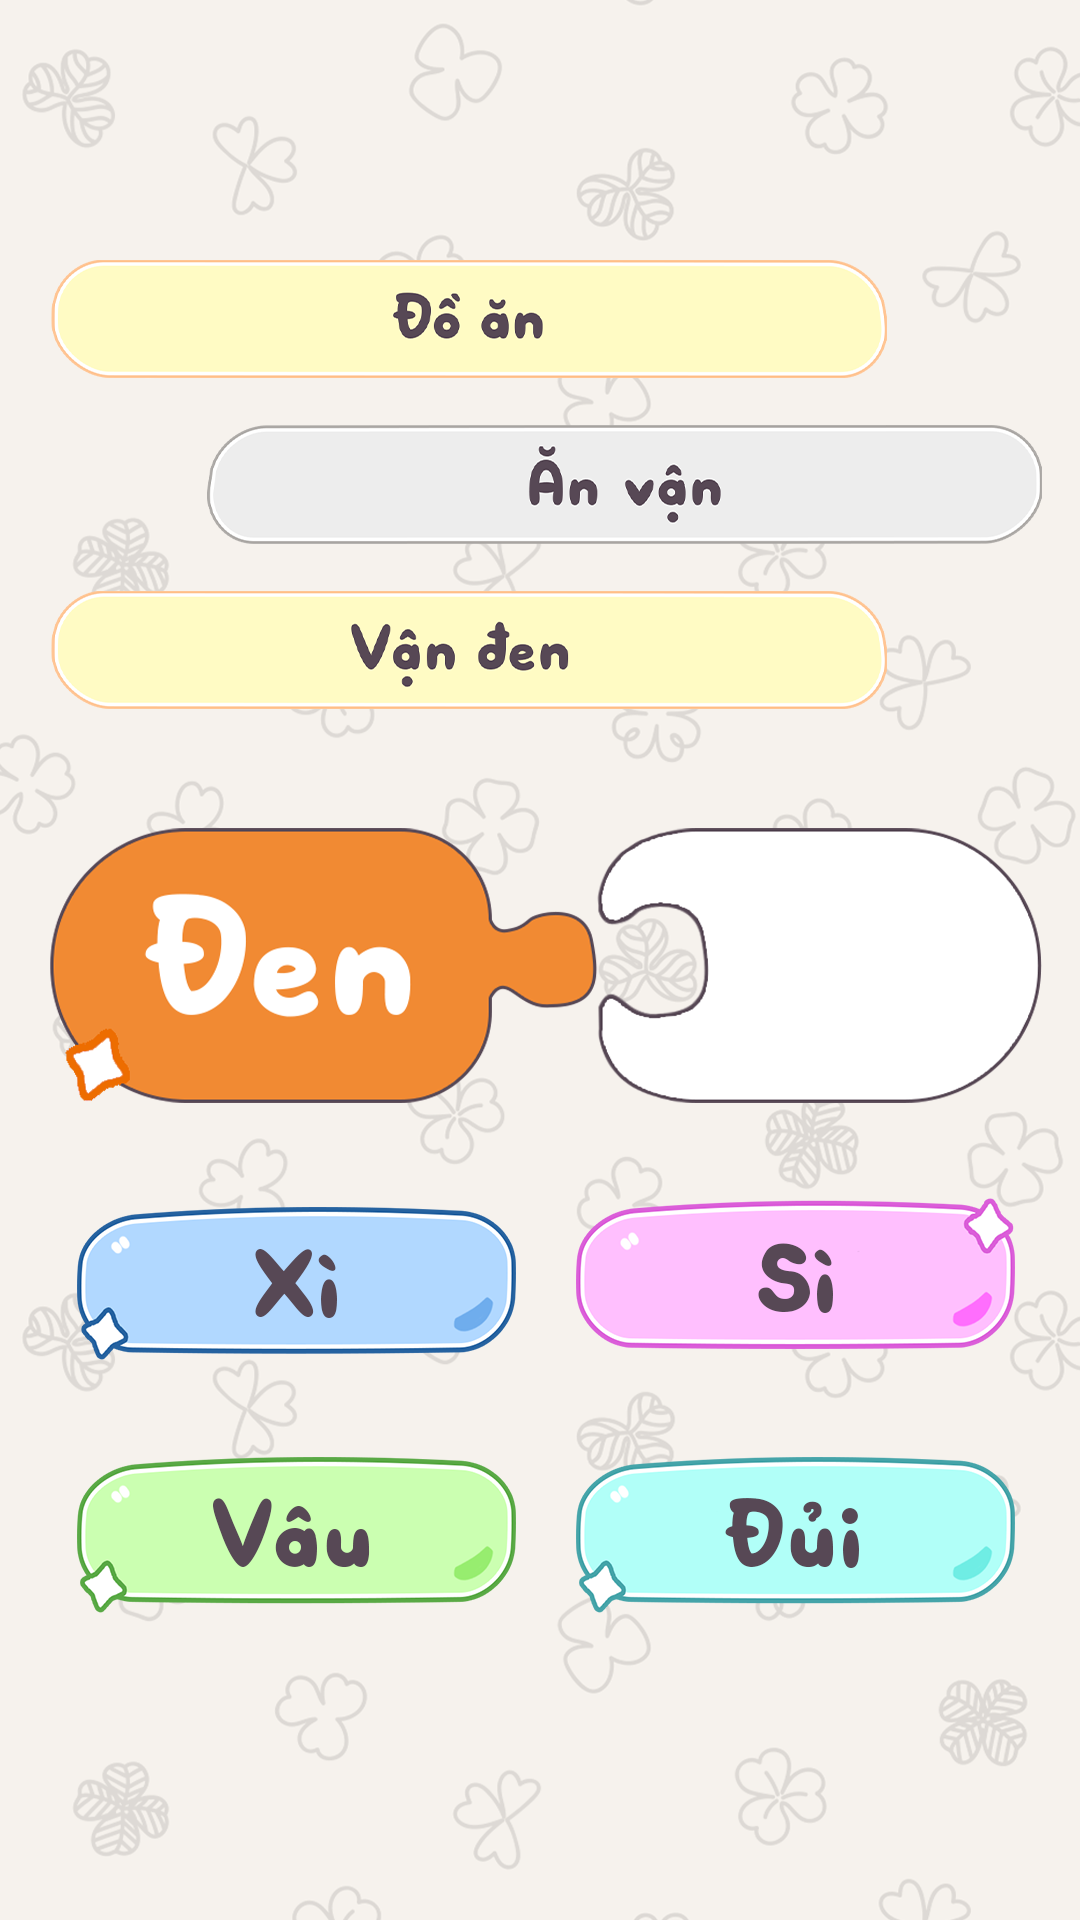 Đồ ăn
Ăn vận
Vận đen
Đen
Xì
Sì
Vâu
Đủi